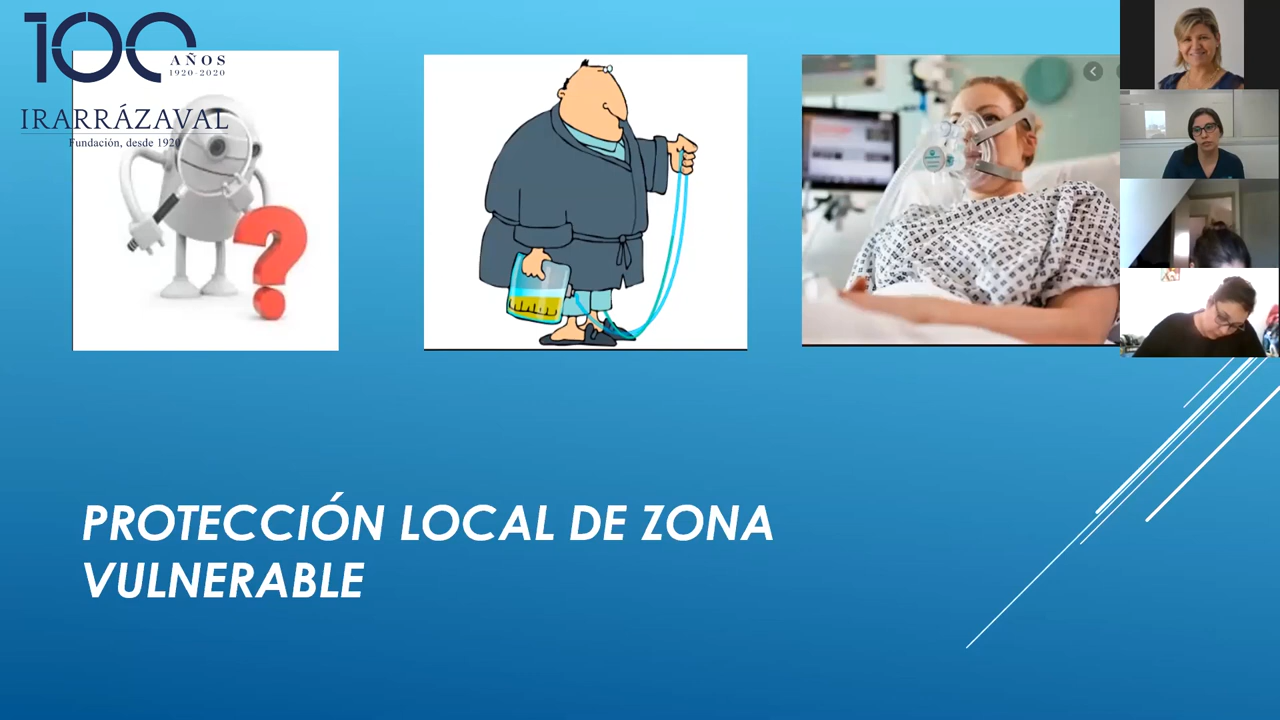 100
AÑOS
1920-2020
IRARRÁZAVAL
Fundación, desde 1920
PROTECCIÓN LOCAL DE ZONA
VULNERABLE